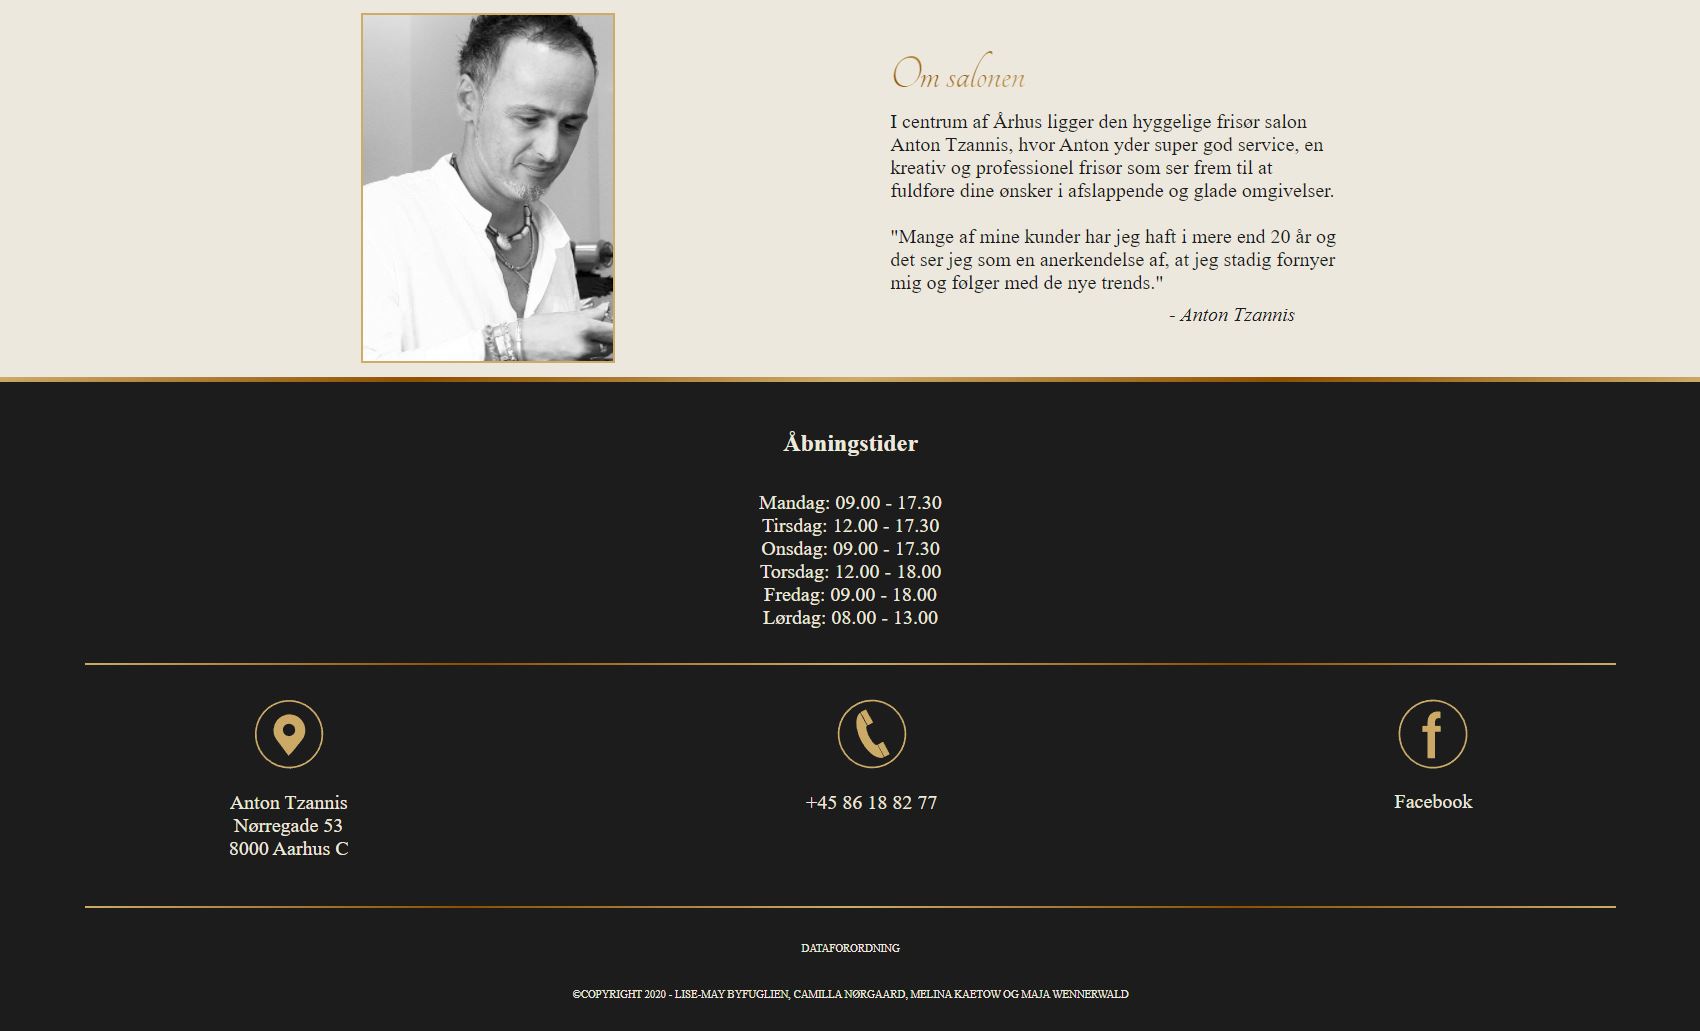 Om salonen
I centrum af Århus ligger den hyggelige frisør salon
Anton Tzannis, hvor Anton yder super god service, en
kreativ og professionel frisør som ser frem til at
fuldføre dine ønsker i afslappende og glade omgivelser.
"Mange af mine kunder har jeg haft i mere end 20 år og
det ser jeg som en anerkendelse af, at jeg stadig fornyer
mig og følger med de nye trends."
- Anton Tzannis
Åbningstider
Mandag: 09.00 - 17.30
Tirsdag: 12.00 - 17.30
Onsdag: 09.00 - 17.30
Torsdag: 12.00 - 18.00
Fredag: 09.00 - 18.00
Lørdag: 08.00 - 13.00
Anton Tzannis
Nørregade 53
8000 Aarhus C
+45 86 18 82 77
Facebook
DATAFORORDNING
©COPYRIGHT 2020 - LISE-MAY BYFUGLIEN, CAMILLA NØRGAARD, MELINA KAETOW OG MAJA WENNERWALD